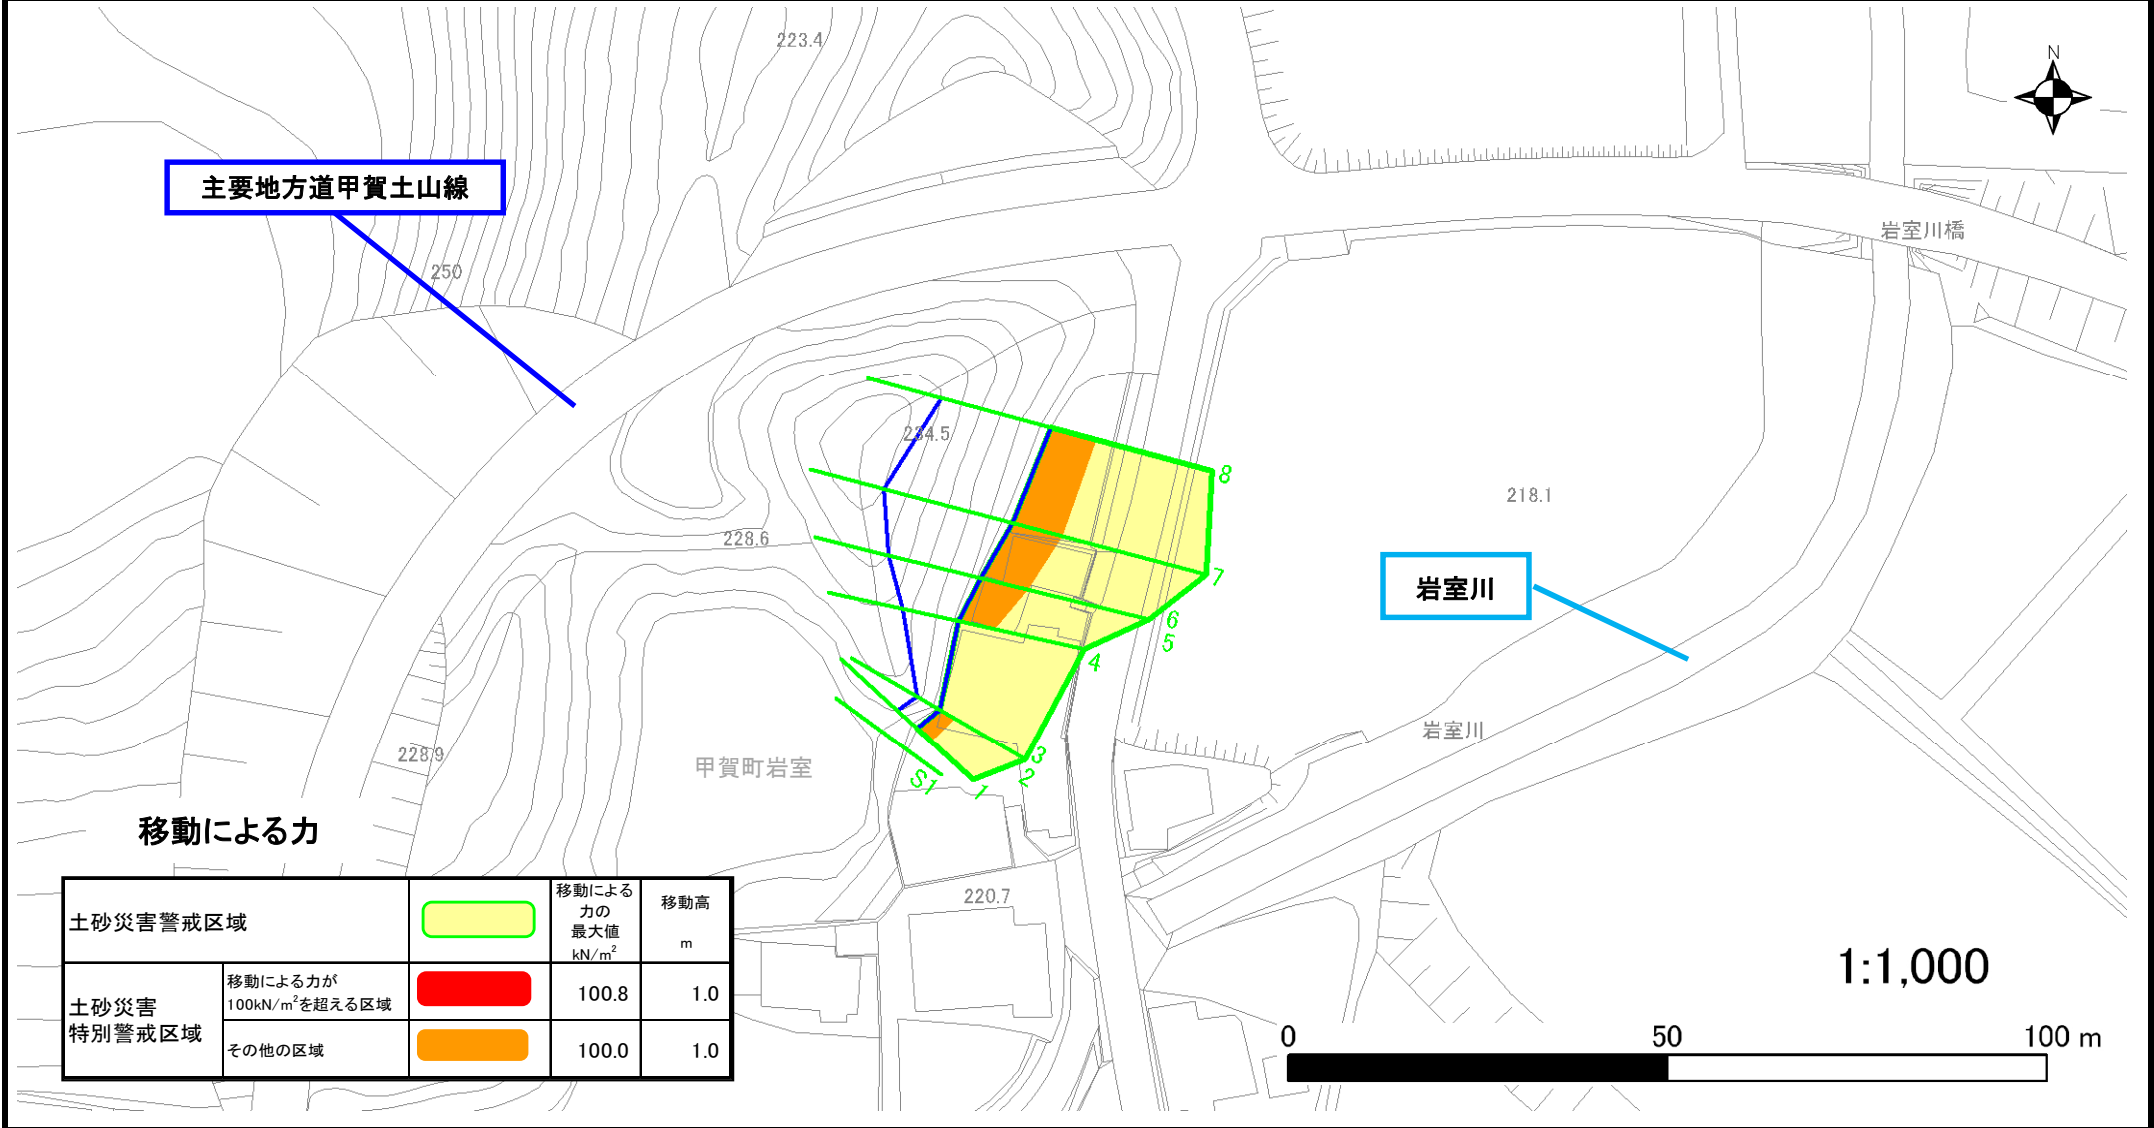 223.4
N
主要地方道甲賀土山線
岩室川橋
250
234.5
8
218.1
228.6
7
岩室川
6
5
4
岩室川
3
2
1
S1
228.9
甲賀町岩室
移動による力
220.7
土砂災害警戒区域
移動による
力の
最大値
kN/m²
移動高
m
土砂災害
特別警戒区域
移動による力が
100kN/m²を超える区域
100.8
1.0
その他の区域
100.0
1.0
1:1,000
0
50
100 m